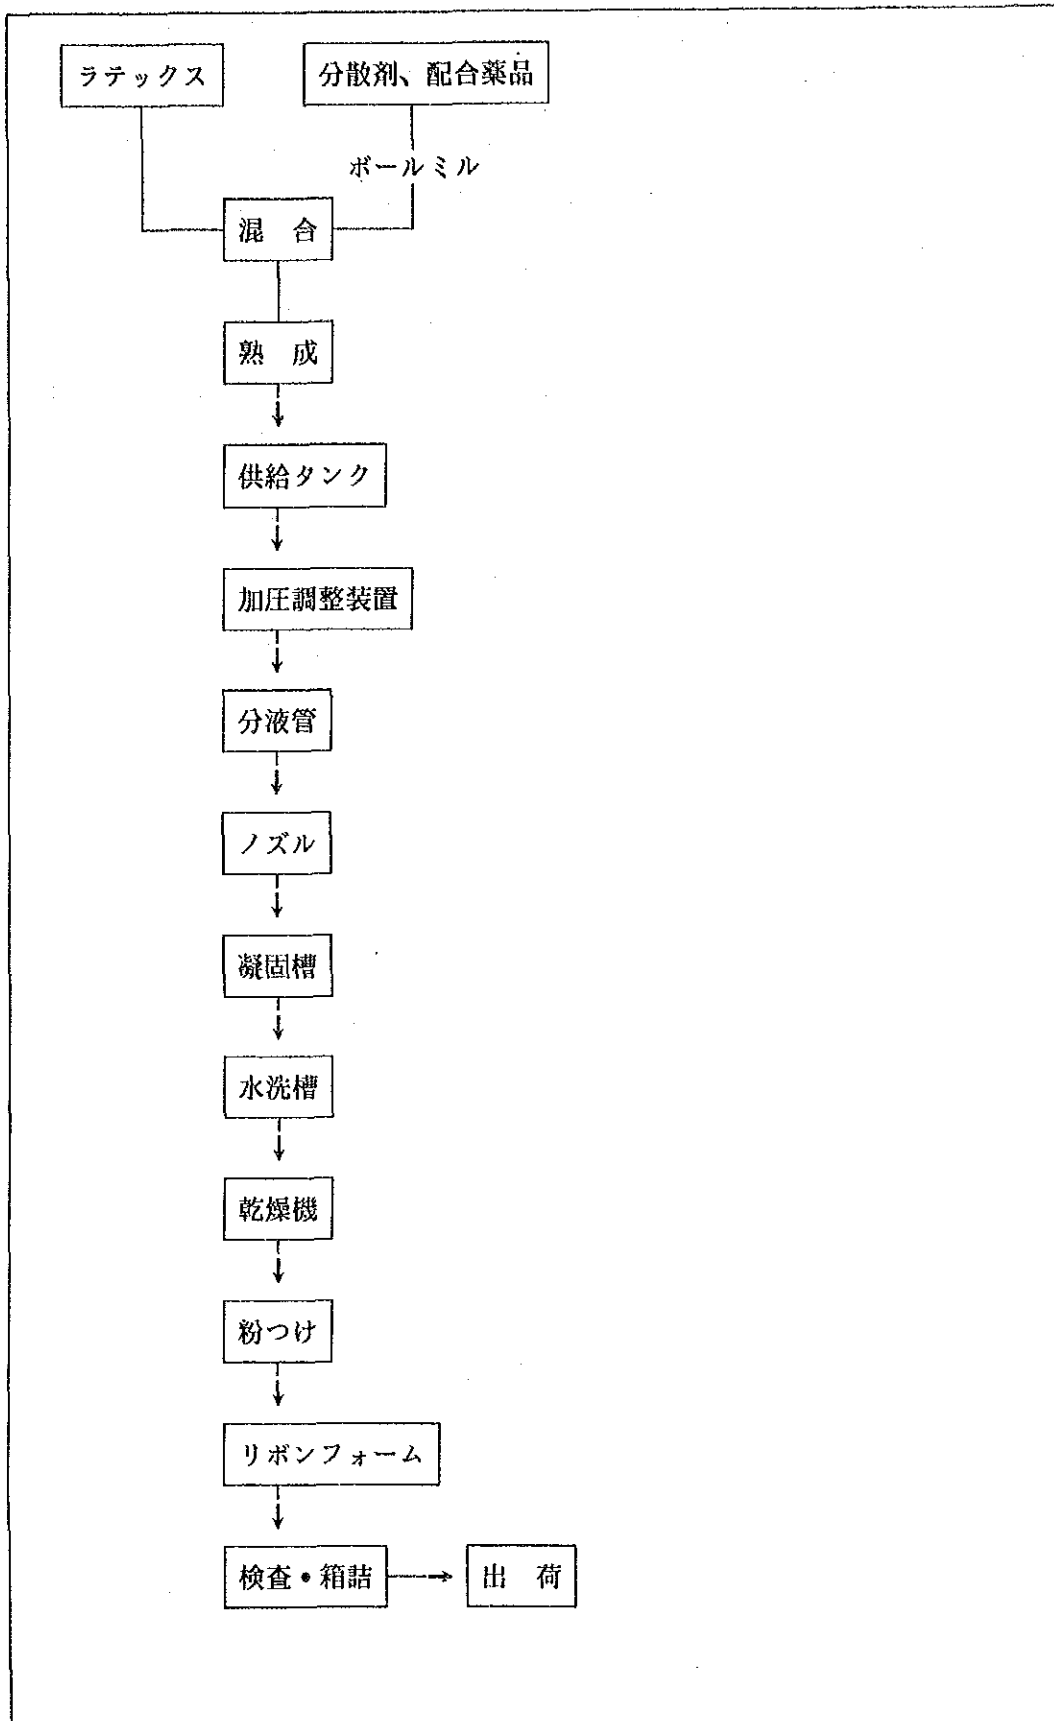 ラテックス
分散剤、配合薬品
ボールミル
混　合
熟　成
供給タンク
加圧調整装置
分液管
ノズル
凝固槽
水洗槽
乾燥機
粉つけ
リボンフォーム
検査・箱詰
出　荷